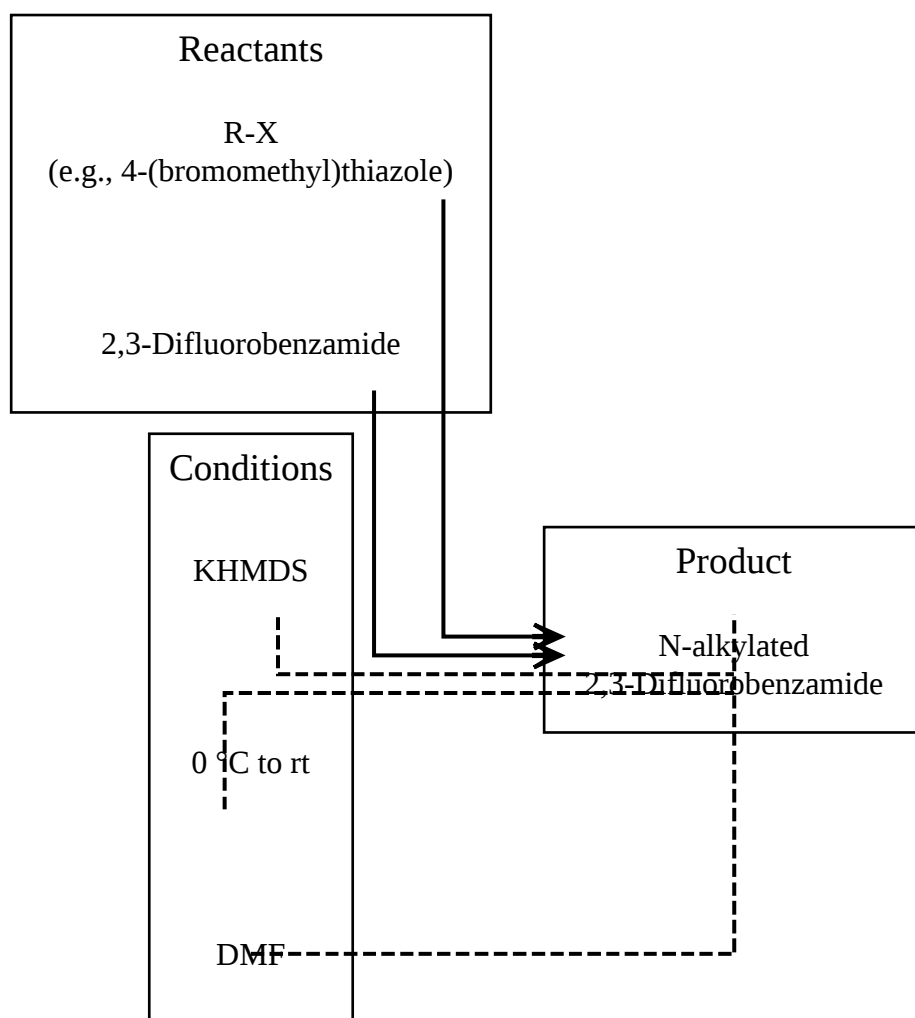 Reactants
R-X
(e.g., 4-(bromomethyl)thiazole)
2,3-Difluorobenzamide
Conditions
KHMDS
0 °C to rt
DMF
Product
N-alkylated
2,3-Difluorobenzamide